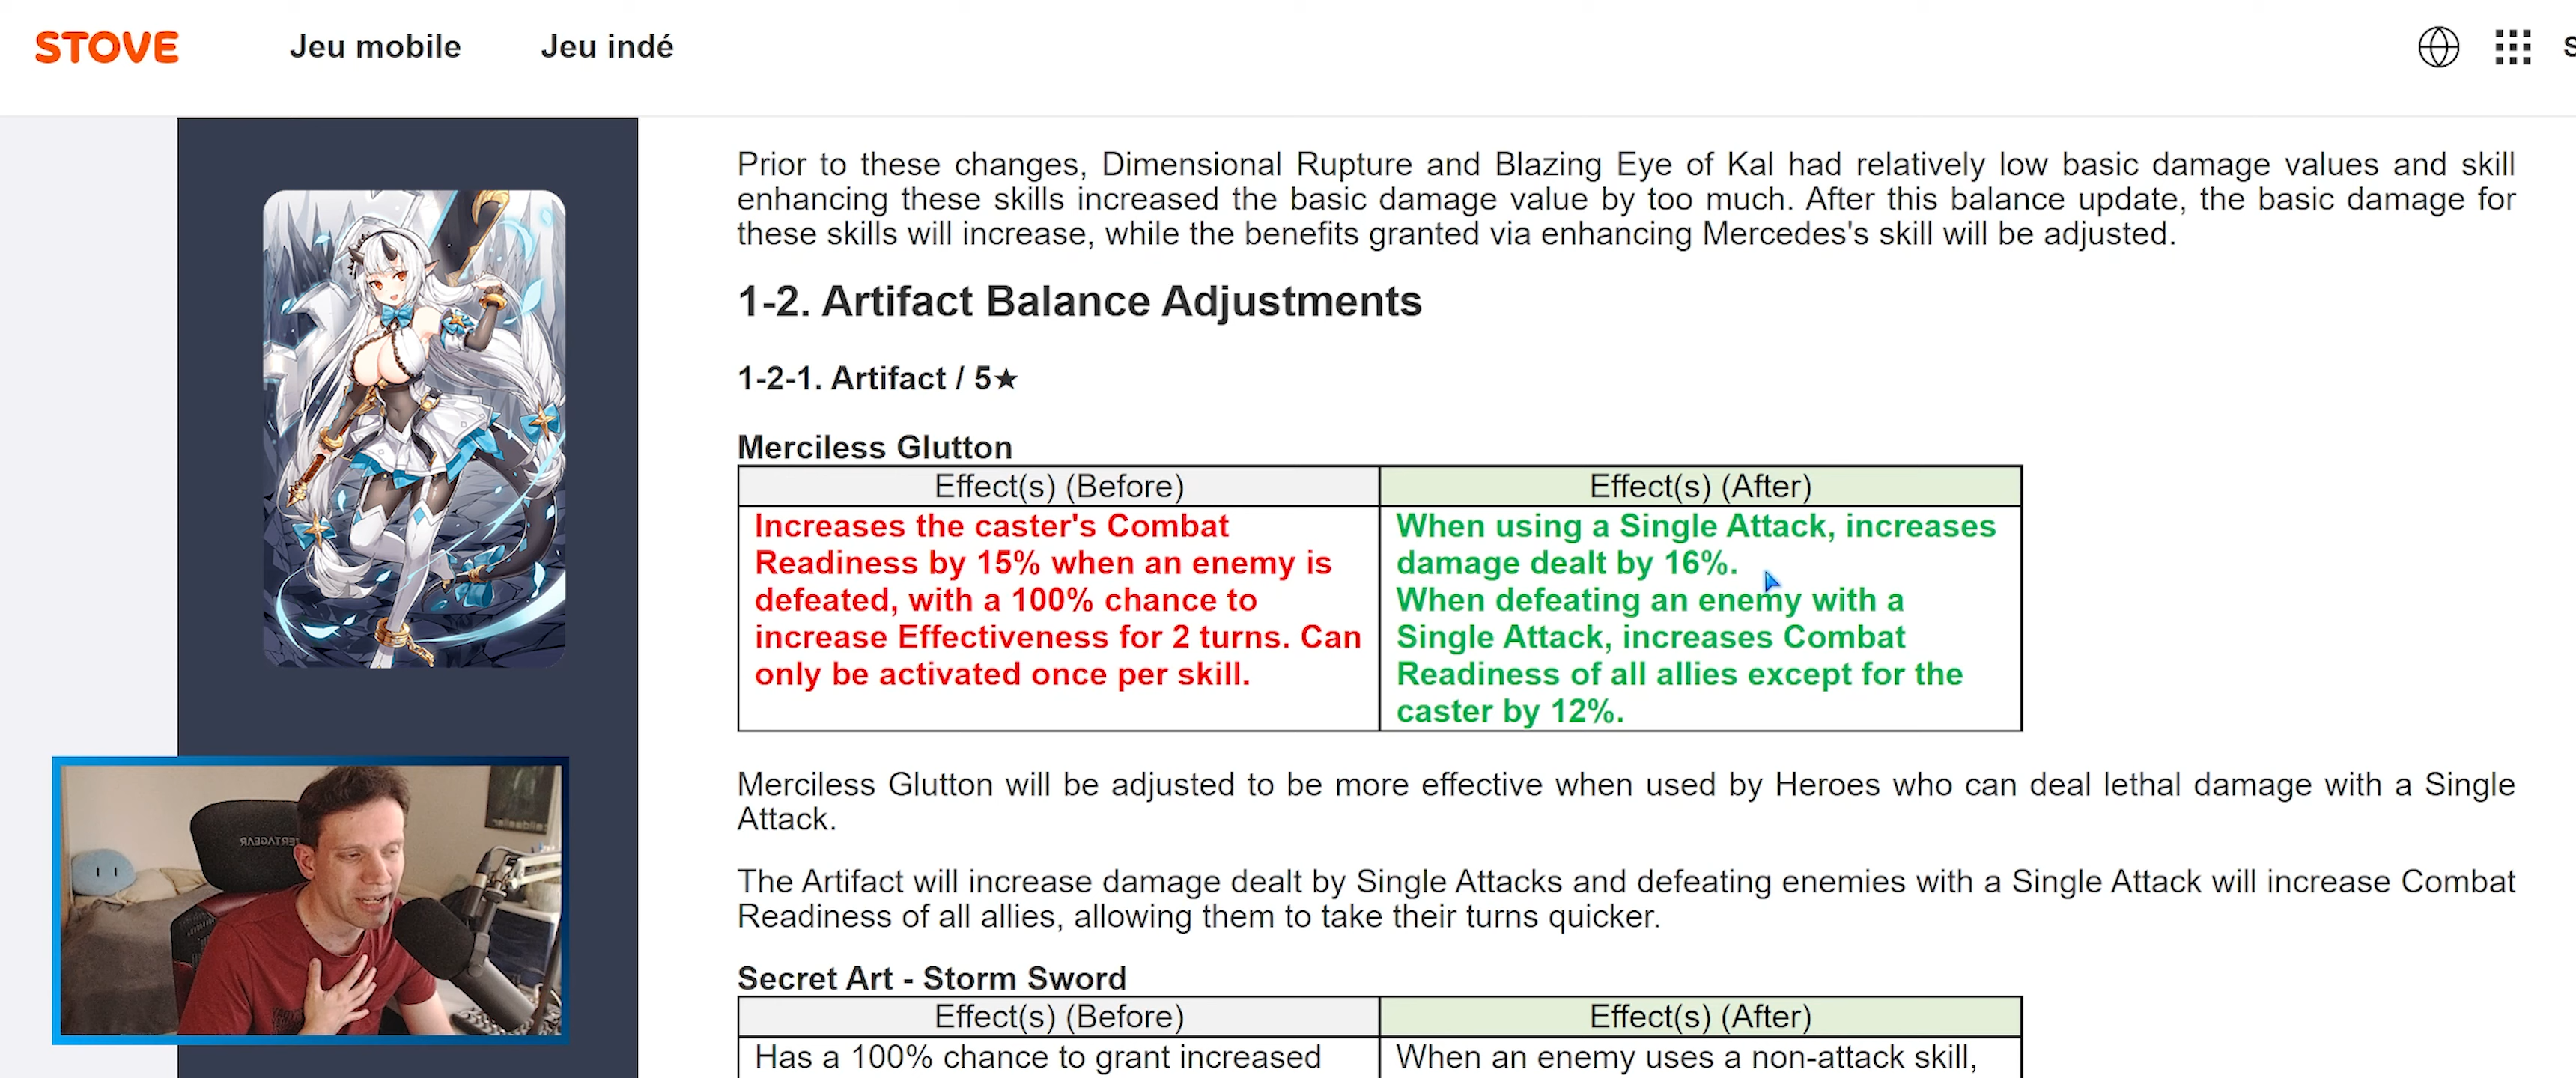 STOVE
Jeu mobile
Jeu indé
Prior to these changes, Dimensional Rupture and Blazing Eye of Kal had relatively low basic damage values and skill
enhancing these skills increased the basic damage value by too much. After this balance update, the basic damage for
these skills will increase, while the benefits granted via enhancing Mercedes's skill will be adjusted.
1-2. Artifact Balance Adjustments
1-2-1. Artifact / 5★
Merciless Glutton
Effect(s) (Before)
Effect(s) (After)
Increases the caster's Combat
Readiness by 15% when an enemy is
defeated, with a 100% chance to
increase Effectiveness for 2 turns. Can
only be activated once per skill.
When using a Single Attack, increases
damage dealt by 16%.
When defeating an enemy with a
Single Attack, increases Combat
Readiness of all allies except for the
caster by 12%.
Merciless Glutton will be adjusted to be more effective when used by Heroes who can deal lethal damage with a Single
Attack.
The Artifact will increase damage dealt by Single Attacks and defeating enemies with a Single Attack will increase Combat
Readiness of all allies, allowing them to take their turns quicker.
Secret Art - Storm Sword
Effect(s) (Before)
Effect(s) (After)
Has a 100% chance to grant increased
When an enemy uses a non-attack skill,